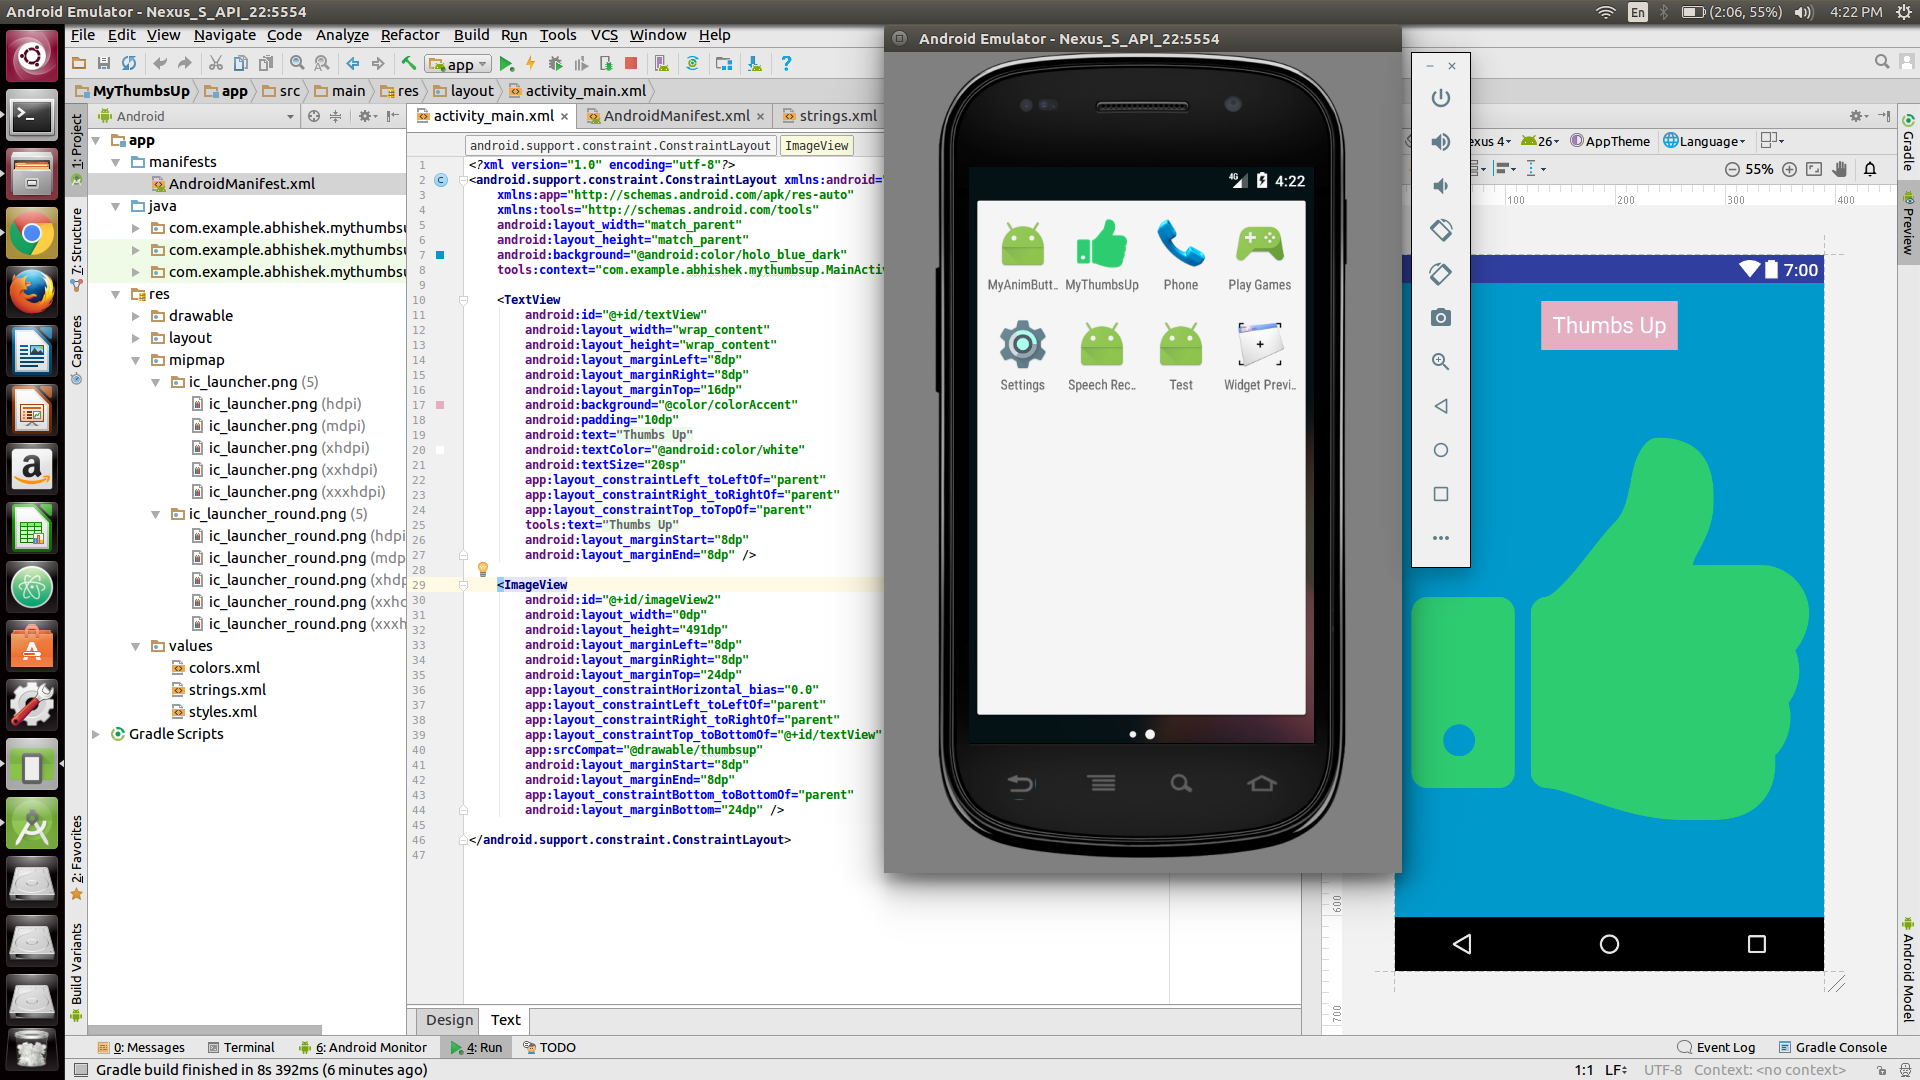 Android Emulator - Nexus_S_API_22:5554
En
(2:06, 55%)
4:22 PM
File Edit View Navigate Code Analyze Refactor Build Run Tools VCS Window Help
app
MyThumbsUp app src main res layout activity_main.xml
Android
activity_main.xml
AndroidManifest.xml
strings.xml
1: Project
7: Structure
Captures
2: Favorites
Build Variants
app
manifests
AndroidManifest.xml
java
com.example.abhishek.mythumbsu
com.example.abhishek.mythumbsu
com.example.abhishek.mythumbsu
res
drawable
layout
mipmap
ic_launcher.png (5)
ic_launcher.png (hdpi)
ic_launcher.png (mdpi)
ic_launcher.png (xhdpi)
ic_launcher.png (xxhdpi)
ic_launcher.png (xxxhdpi)
ic_launcher_round.png (5)
ic_launcher_round.png (hdpi
ic_launcher_round.png (mdp
ic_launcher_round.png (xhdp
ic_launcher_round.png (xxhc
ic_launcher_round.png (xxxh
values
colors.xml
strings.xml
styles.xml
Gradle Scripts
android.support.constraint.ConstraintLayout ImageView
1 <?xml version="1.0" encoding="utf-8"?>
2 <android.support.constraint.ConstraintLayout xmlns:android="
3 xmlns:app="http://schemas.android.com/apk/res-auto"
4 xmlns:tools="http://schemas.android.com/tools"
5 android:layout_width="match_parent"
6 android:layout_height="match_parent"
7 android:background="@android:color/holo_blue_dark"
8 tools:context="com.example.abhishek.mythumbsup.MainActiv
9
10 <TextView
11 android:id="@+id/textView"
12 android:layout_width="wrap_content"
13 android:layout_height="wrap_content"
14 android:layout_marginLeft="8dp"
15 android:layout_marginRight="8dp"
16 android:layout_marginTop="16dp"
17 android:background="@color/colorAccent"
18 android:padding="10dp"
19 android:text="Thumbs Up"
20 android:textColor="@android:color/white"
21 android:textSize="20sp"
22 app:layout_constraintLeft_toLeftOf="parent"
23 app:layout_constraintRight_toRightOf="parent"
24 app:layout_constraintTop_toTopOf="parent"
25 tools:text="Thumbs Up"
26 android:layout_marginStart="8dp"
27 android:layout_marginEnd="8dp" />
28
29 <ImageView
30 android:id="@+id/imageView2"
31 android:layout_width="0dp"
32 android:layout_height="491dp"
33 android:layout_marginLeft="8dp"
34 android:layout_marginRight="8dp"
35 android:layout_marginTop="24dp"
36 app:layout_constraintHorizontal_bias="0.0"
37 app:layout_constraintLeft_toLeftOf="parent"
38 app:layout_constraintRight_toRightOf="parent"
39 app:layout_constraintTop_toBottomOf="@+id/textView"
40 app:srcCompat="@drawable/thumbsup"
41 android:layout_marginStart="8dp"
42 android:layout_marginEnd="8dp"
43 app:layout_constraintBottom_toBottomOf="parent"
44 android:layout_marginBottom="24dp" />
45
46 </android.support.constraint.ConstraintLayout>
47
Design Text
Android Emulator - Nexus_S_API_22:5554
4G 4:22
MyAnimButt.. MyThumbsUp Phone Play Games
Settings Speech Rec.. Test Widget Previ..
exus 4 26 AppTheme Language
55%
100 200 300 400
600
700
7:00
Thumbs Up
Gradle
Preview
Android Model
0: Messages Terminal 6: Android Monitor 4: Run TODO
Event Log Gradle Console
Gradle build finished in 8s 392ms (6 minutes ago)
1:1 LF UTF-8 Context: <no context>